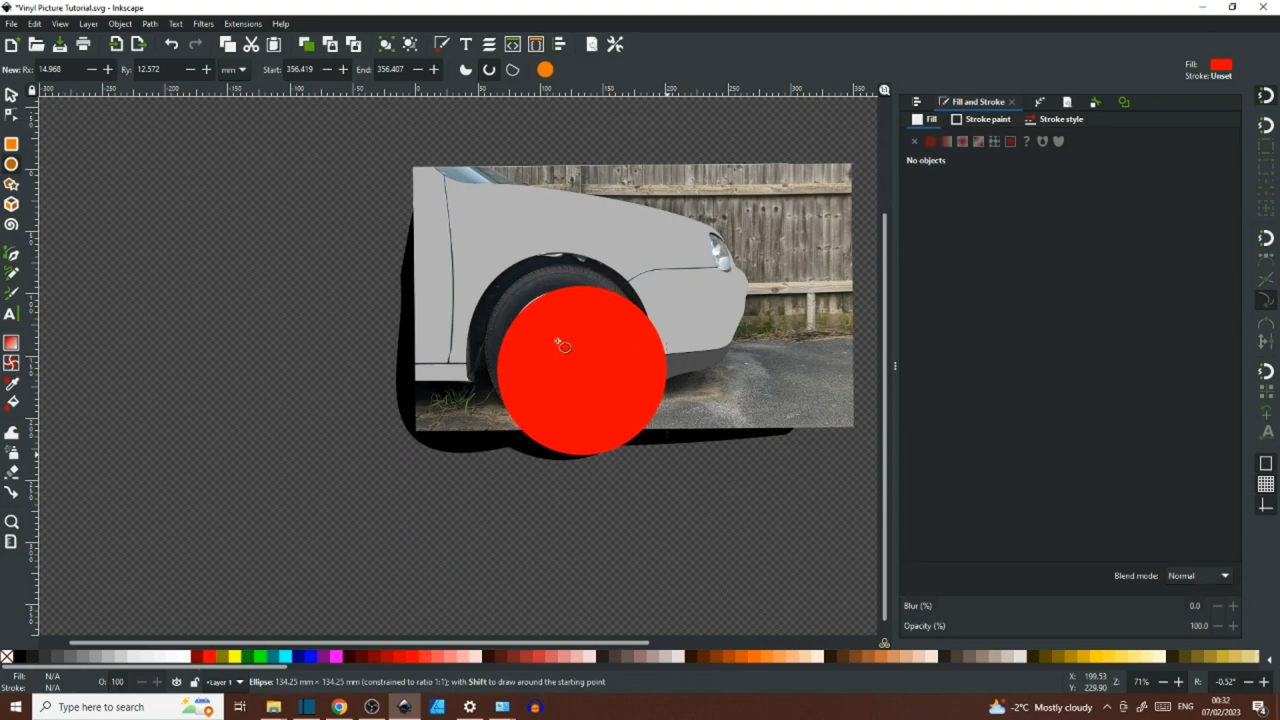 *Vinyl Picture Tutorial.svg - Inkscape
File Edit View Layer Object Path Text Filters Extensions Help
New: Rx: 14.968 Ry: 12.572 mm Start: 356.419 End: 356.407
Fill:
Stroke: Unset
Fill and Stroke
Fill Stroke paint Stroke style
No objects
Blend mode: Normal
Blur (%) 0.0
Opacity (%) 100.0
Fill: N/A
Stroke: N/A
O: 100
Layer 1
Ellipse: 134.25 mm × 134.25 mm (constrained to ratio 1:1); with Shift to draw around the starting point
X: 199.53
Y: 229.90
Z: 71%
R: -0.52°
Type here to search
-2°C Mostly cloudy
ENG
00:32
07/02/2023